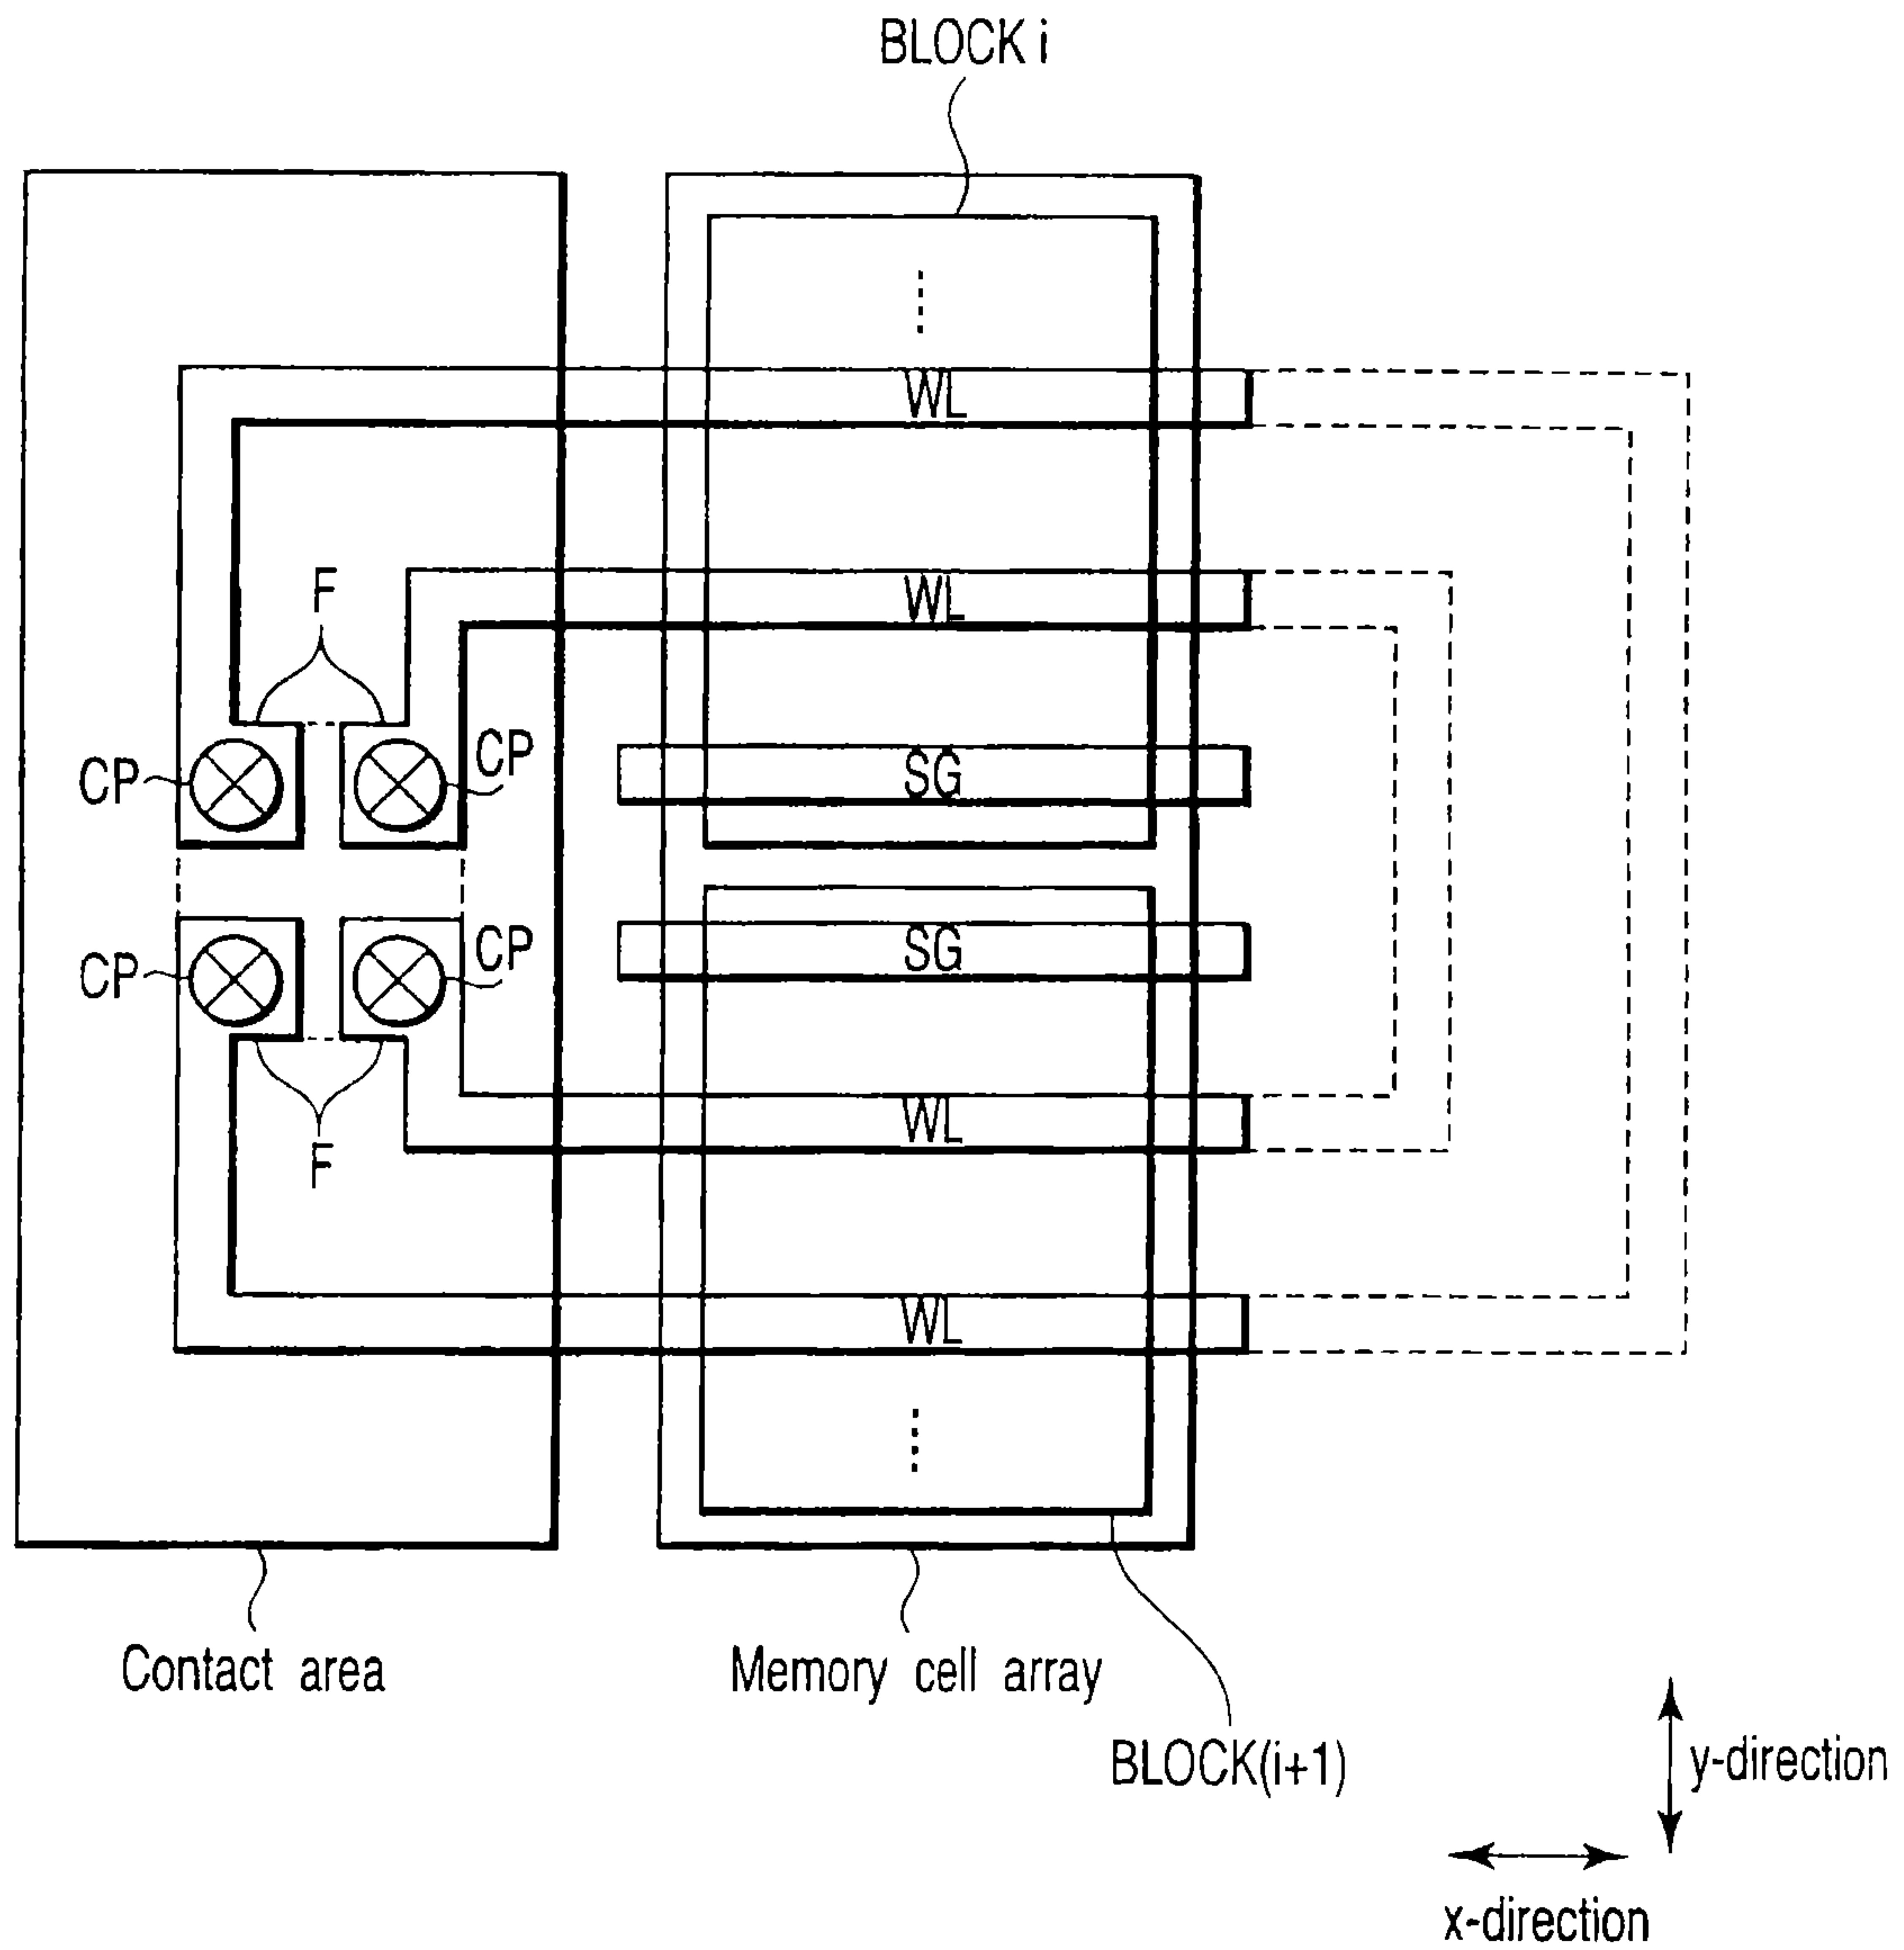 BLOCK i
WL
WL
F
CP
CP
SG
SG
CP
CP
WL
F
WL
Contact area
Memory cell array
BLOCK(i+1)
y-direction
x-direction